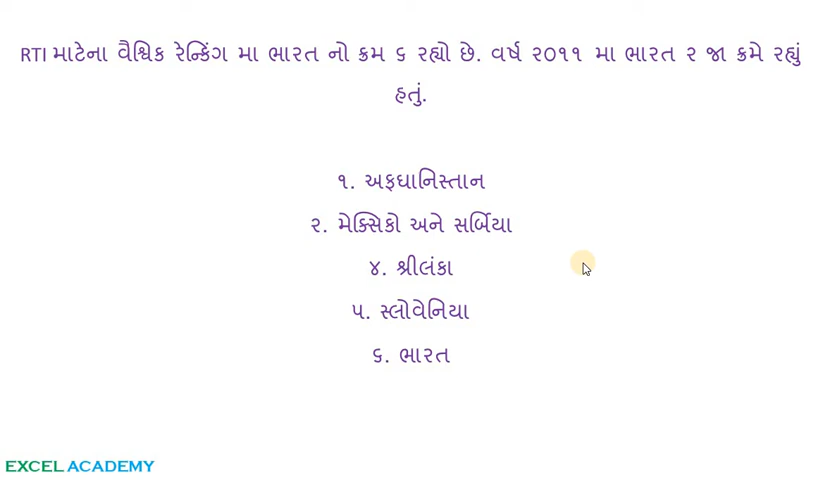 RTI માટેના વૈશ્વિક રેન્કિંગ મા ભારત નો ક્રમ ૬ રહ્યો છે. વર્ષ ૨૦૧૧ મા ભારત ૨ જા ક્રમે રહ્યું
હતું.
૧. અફઘાનિસ્તાન
૨. મેક્સિકો અને સર્બિયા
૪. શ્રીલંકા
૫. સ્લોવેનિયા
૬. ભારત
EXCEL ACADEMY